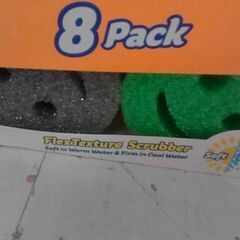 8 Pack
FlexTexture Scrubber
Soft in Warm Water & Firm in Cool Water
Soft